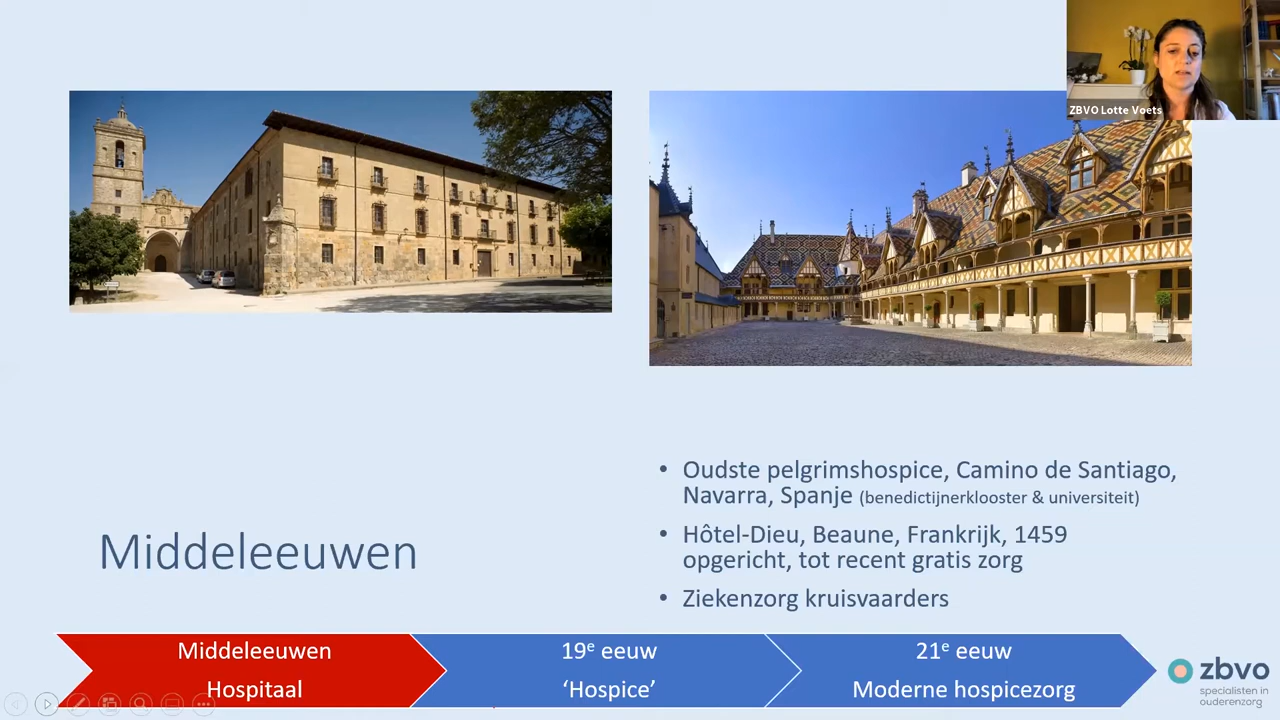 ZBVO Lotte Voets
• Oudste pelgrimshospice, Camino de Santiago,
Navarra, Spanje (benedictijnerklooster & universiteit)
• Hôtel-Dieu, Beaune, Frankrijk, 1459
opgericht, tot recent gratis zorg
• Ziekenzorg kruisvaarders
Middeleeuwen
Middeleeuwen
Hospitaal
19e eeuw
‘Hospice’
21e eeuw
Moderne hospicezorg
zbvo
specialisten in
ouderenzorg